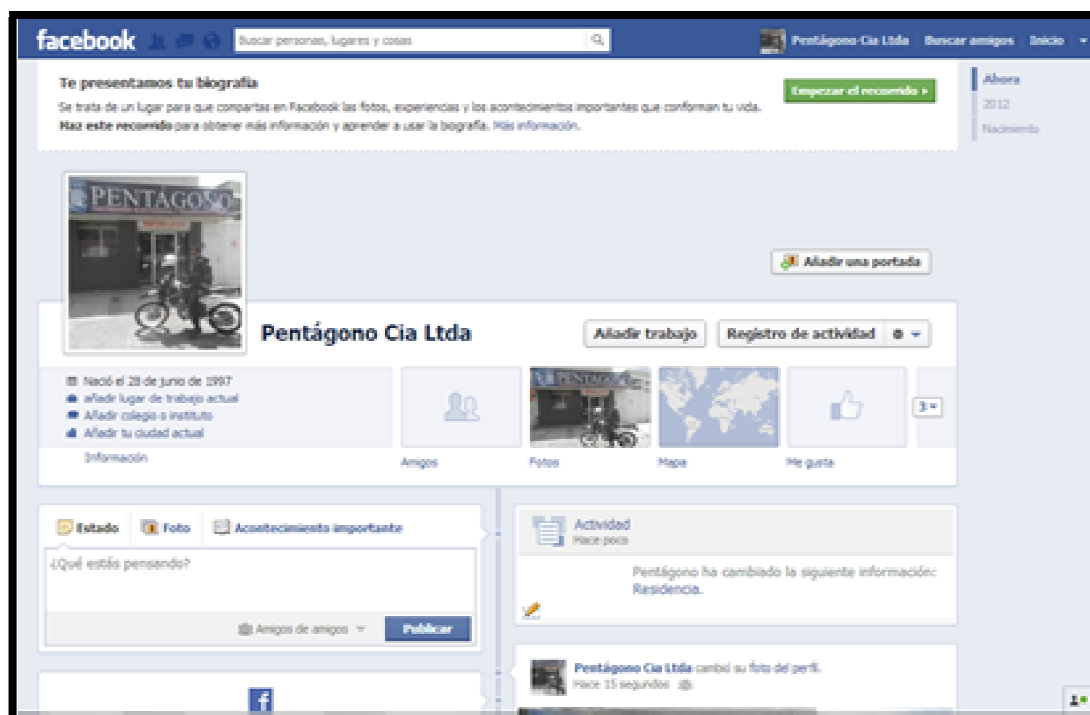 facebook
Buscar personas, lugares y cosas
Pentágono Cia Ltda Buscar amigos Inicio
Te presentamos tu biografía
Se trata de un lugar para que compartas en Facebook las fotos, experiencias y los acontecimientos importantes que conforman tu vida.
Haz este recorrido para obtener más información y aprender a usar la biografía. Más información.
Empezar el recorrido
Ahora
2012
Nacimiento
PENTÁGONO
Añadir una portada
Pentágono Cia Ltda
Añadir trabajo
Registro de actividad
Nació el 28 de junio de 1997
añadir lugar de trabajo actual
Añadir colegio o instituto
Añadir tu ciudad actual
Información
PENTÁGONO
3
Amigos
Fotos
Mapa
Me gusta
Estado Foto Acontecimiento importante
¿Qué estás pensando?
Amigos de amigos
Publicar
Actividad
Hace poco
Pentágono ha cambiado la siguiente información:
Residencia.
Pentágono Cia Ltda cambió su foto del perfil.
Hace 15 segundos
f
1